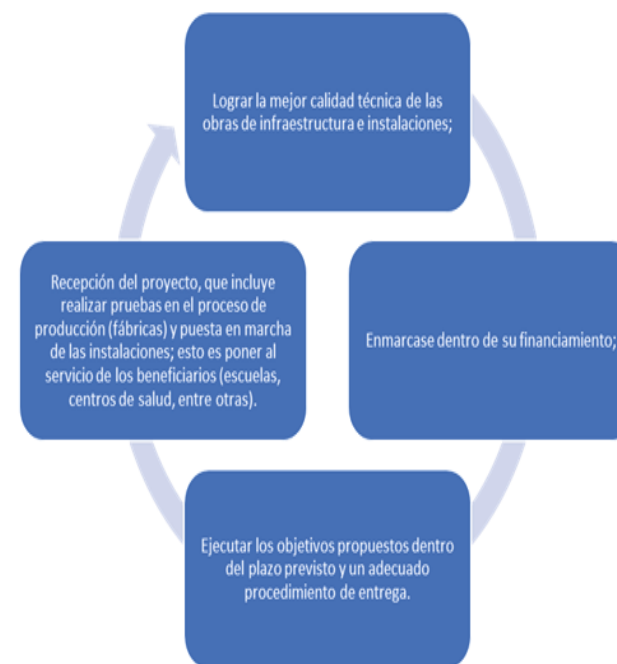 Lograr la mejor calidad técnica de las
obras de infraestructura e instalaciones;
Enmarcase dentro de su financiamiento;
Ejecutar los objetivos propuestos dentro
del plazo previsto y un adecuado
procedimiento de entrega.
Recepción del proyecto, que incluye
realizar pruebas en el proceso de
producción (fábricas) y puesta en marcha
de las instalaciones; esto es poner al
servicio de los beneficiarios (escuelas,
centros de salud, entre otras).